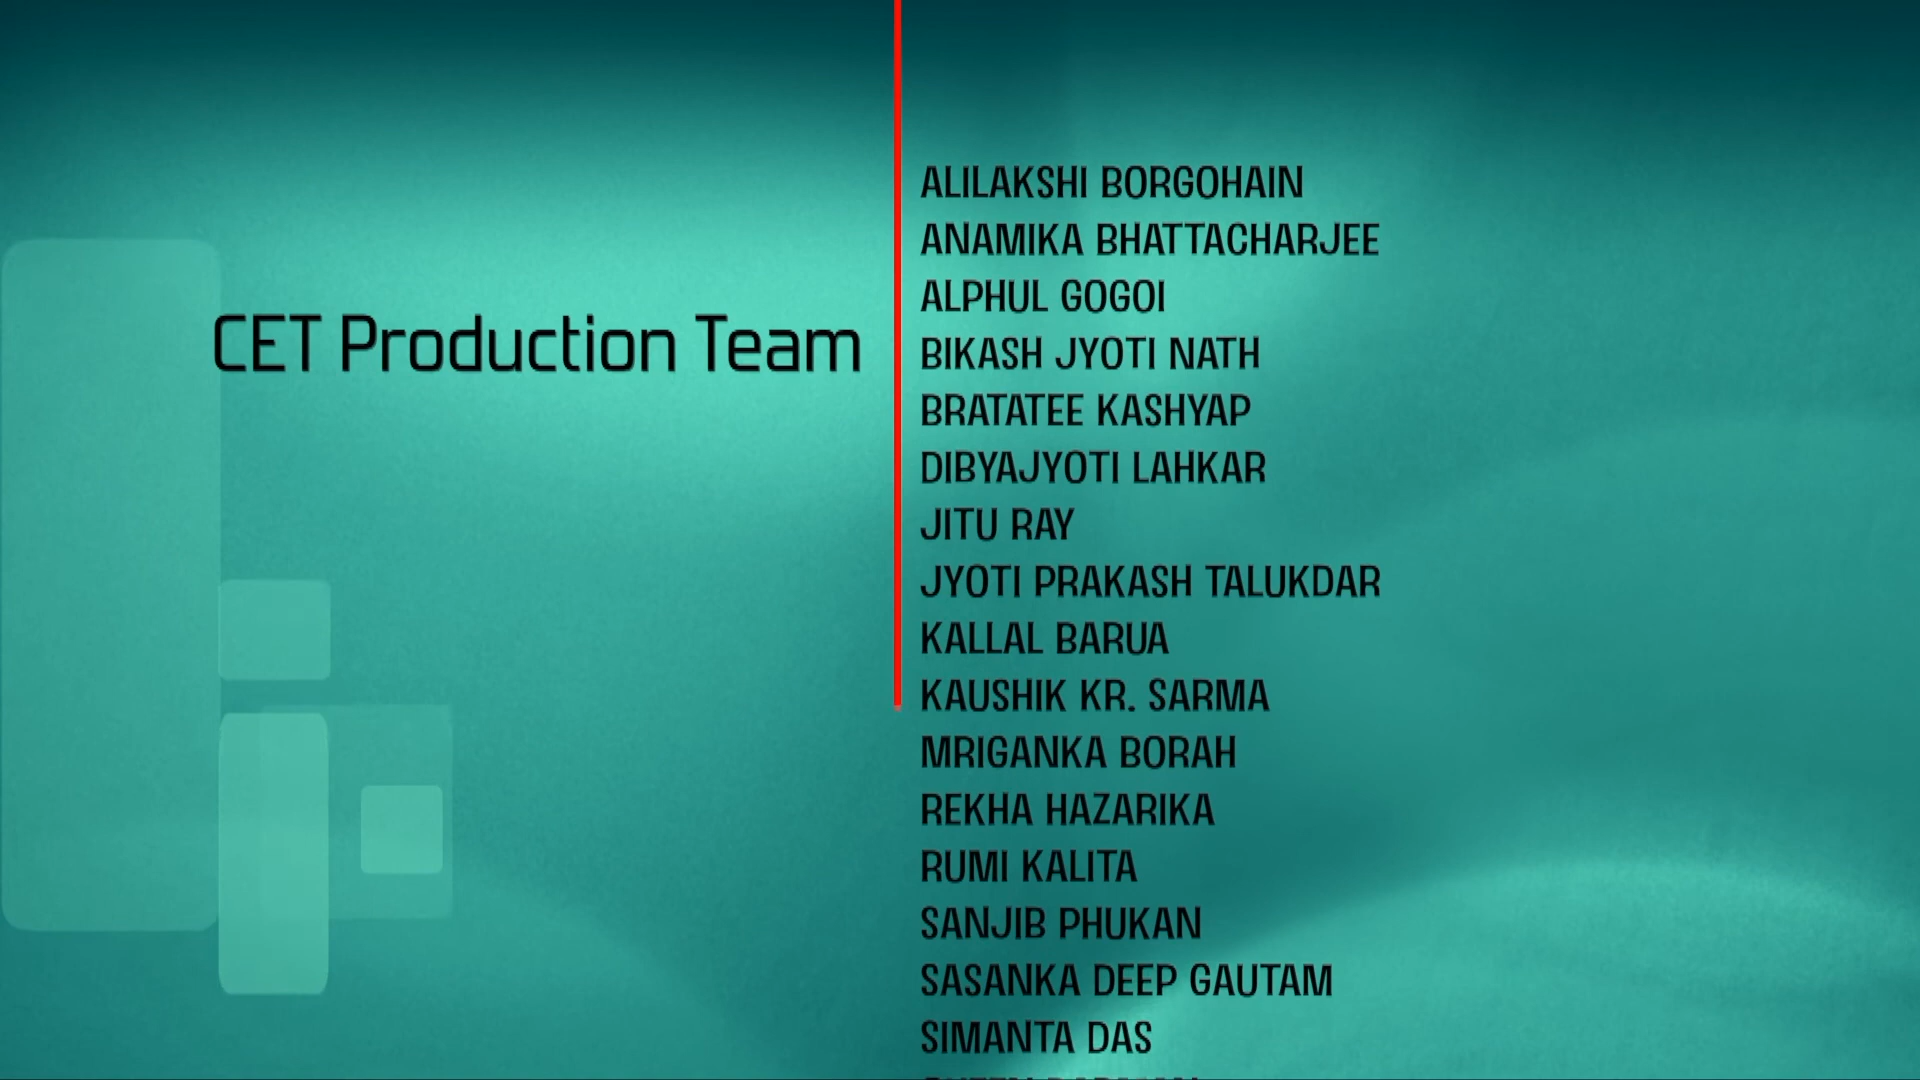 CET Production Team
ALILAKSHI BORGOHAIN
ANAMIKA BHATTACHARJEE
ALPHUL GOGOI
BIKASH JYOTI NATH
BRATATEE KASHYAP
DIBYAJYOTI LAHKAR
JITU RAY
JYOTI PRAKASH TALUKDAR
KALLAL BARUA
KAUSHIK KR. SARMA
MRIGANKA BORAH
REKHA HAZARIKA
RUMI KALITA
SANJIB PHUKAN
SASANKA DEEP GAUTAM
SIMANTA DAS